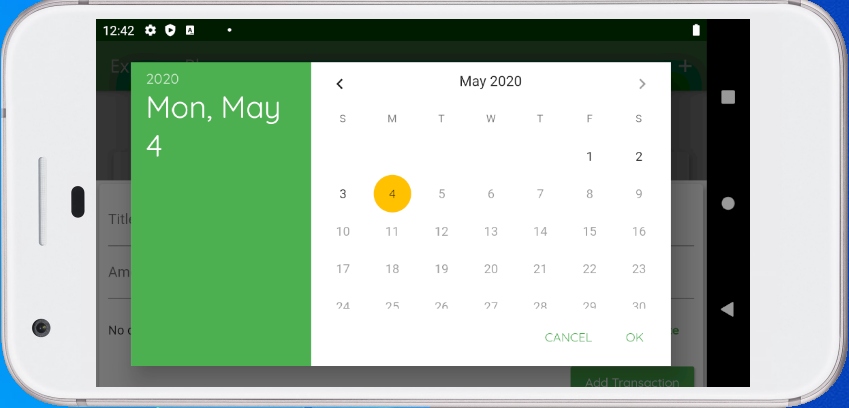 12:42
Ex
2020
Mon, May
4
May 2020
S M T W T F S
1 2
3 4 5 6 7 8 9
10 11 12 13 14 15 16
17 18 19 20 21 22 23
24 25 26 27 28 29 30
Title
Am
No
CANCEL OK
Add Transaction